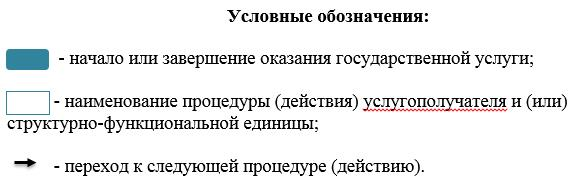 Условные обозначения:
- начало или завершение оказания государственной услуги;
- наименование процедуры (действия) услугополучателя и (или)
структурно-функциональной единицы;
- переход к следующей процедуре (действию).